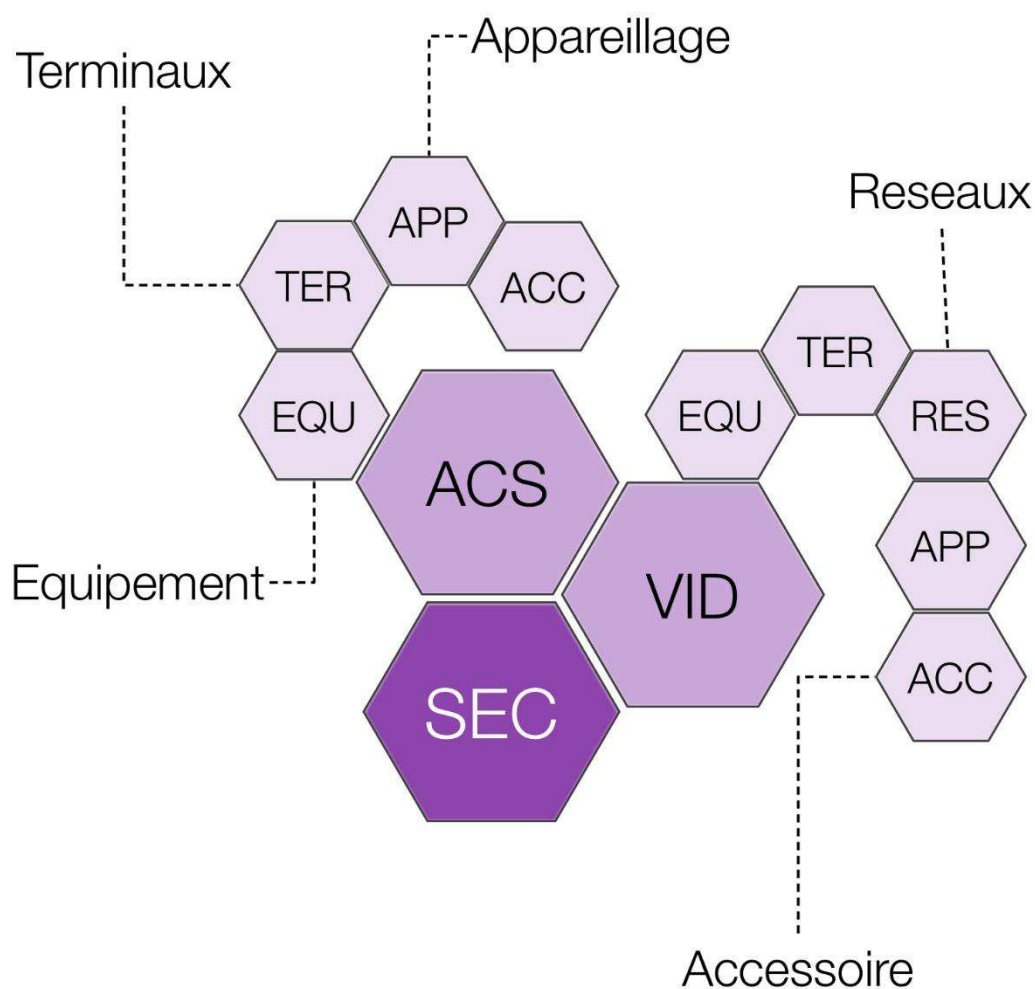 Appareillage
Terminaux
Reseaux
APP
TER
ACC
TER
EQU
EQU
RES
ACS
APP
Equipement
VID
ACC
SEC
Accessoire